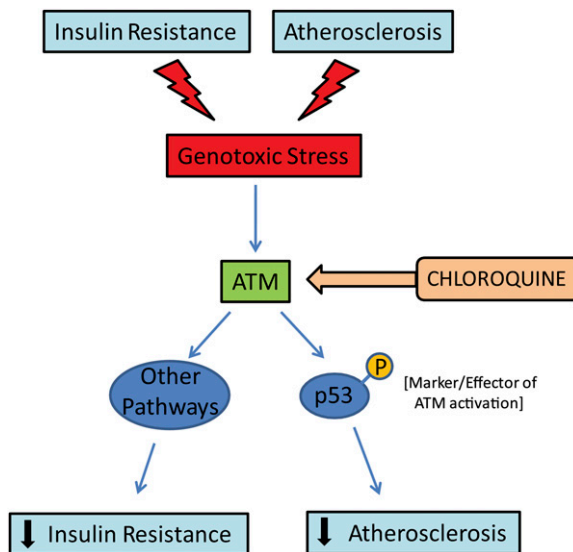 Insulin Resistance
Atherosclerosis
Genotoxic Stress
ATM
CHLOROQUINE
Other
Pathways
p53
P
[Marker/Effector of
ATM activation]
Insulin Resistance
Atherosclerosis